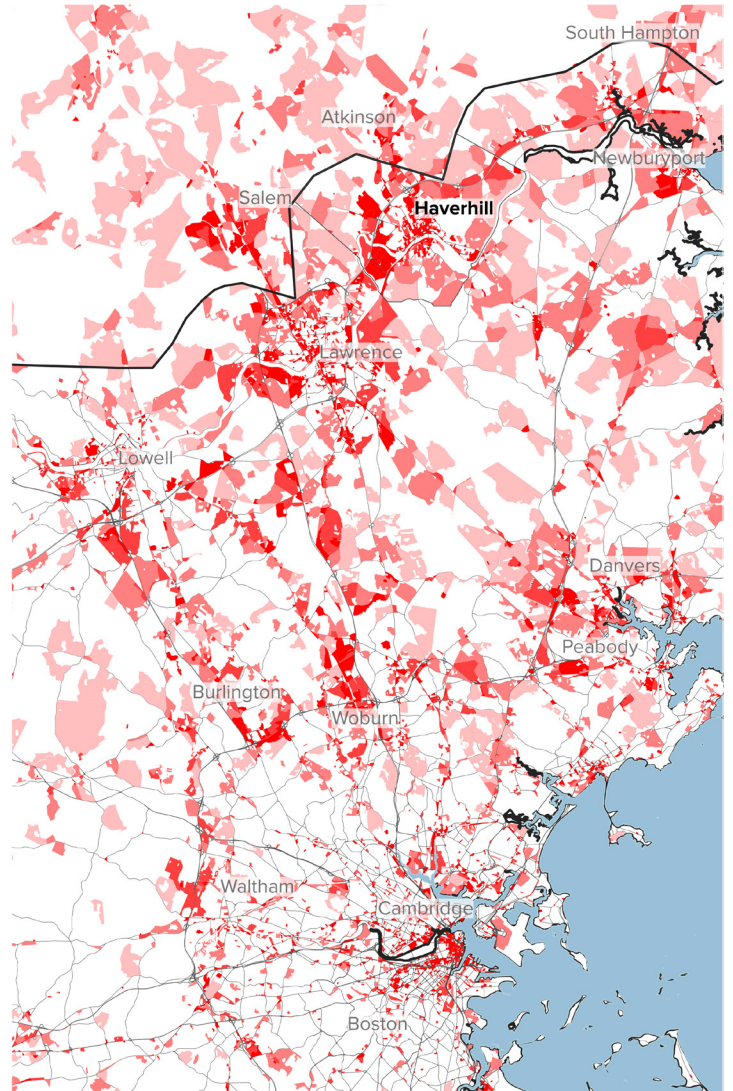 South Hampton
Atkinson
Newburyport
Salem
Haverhill
Lawrence
Lowell
Danvers
Peabody
Burlington
Woburn
Waltham
Cambridge
Boston